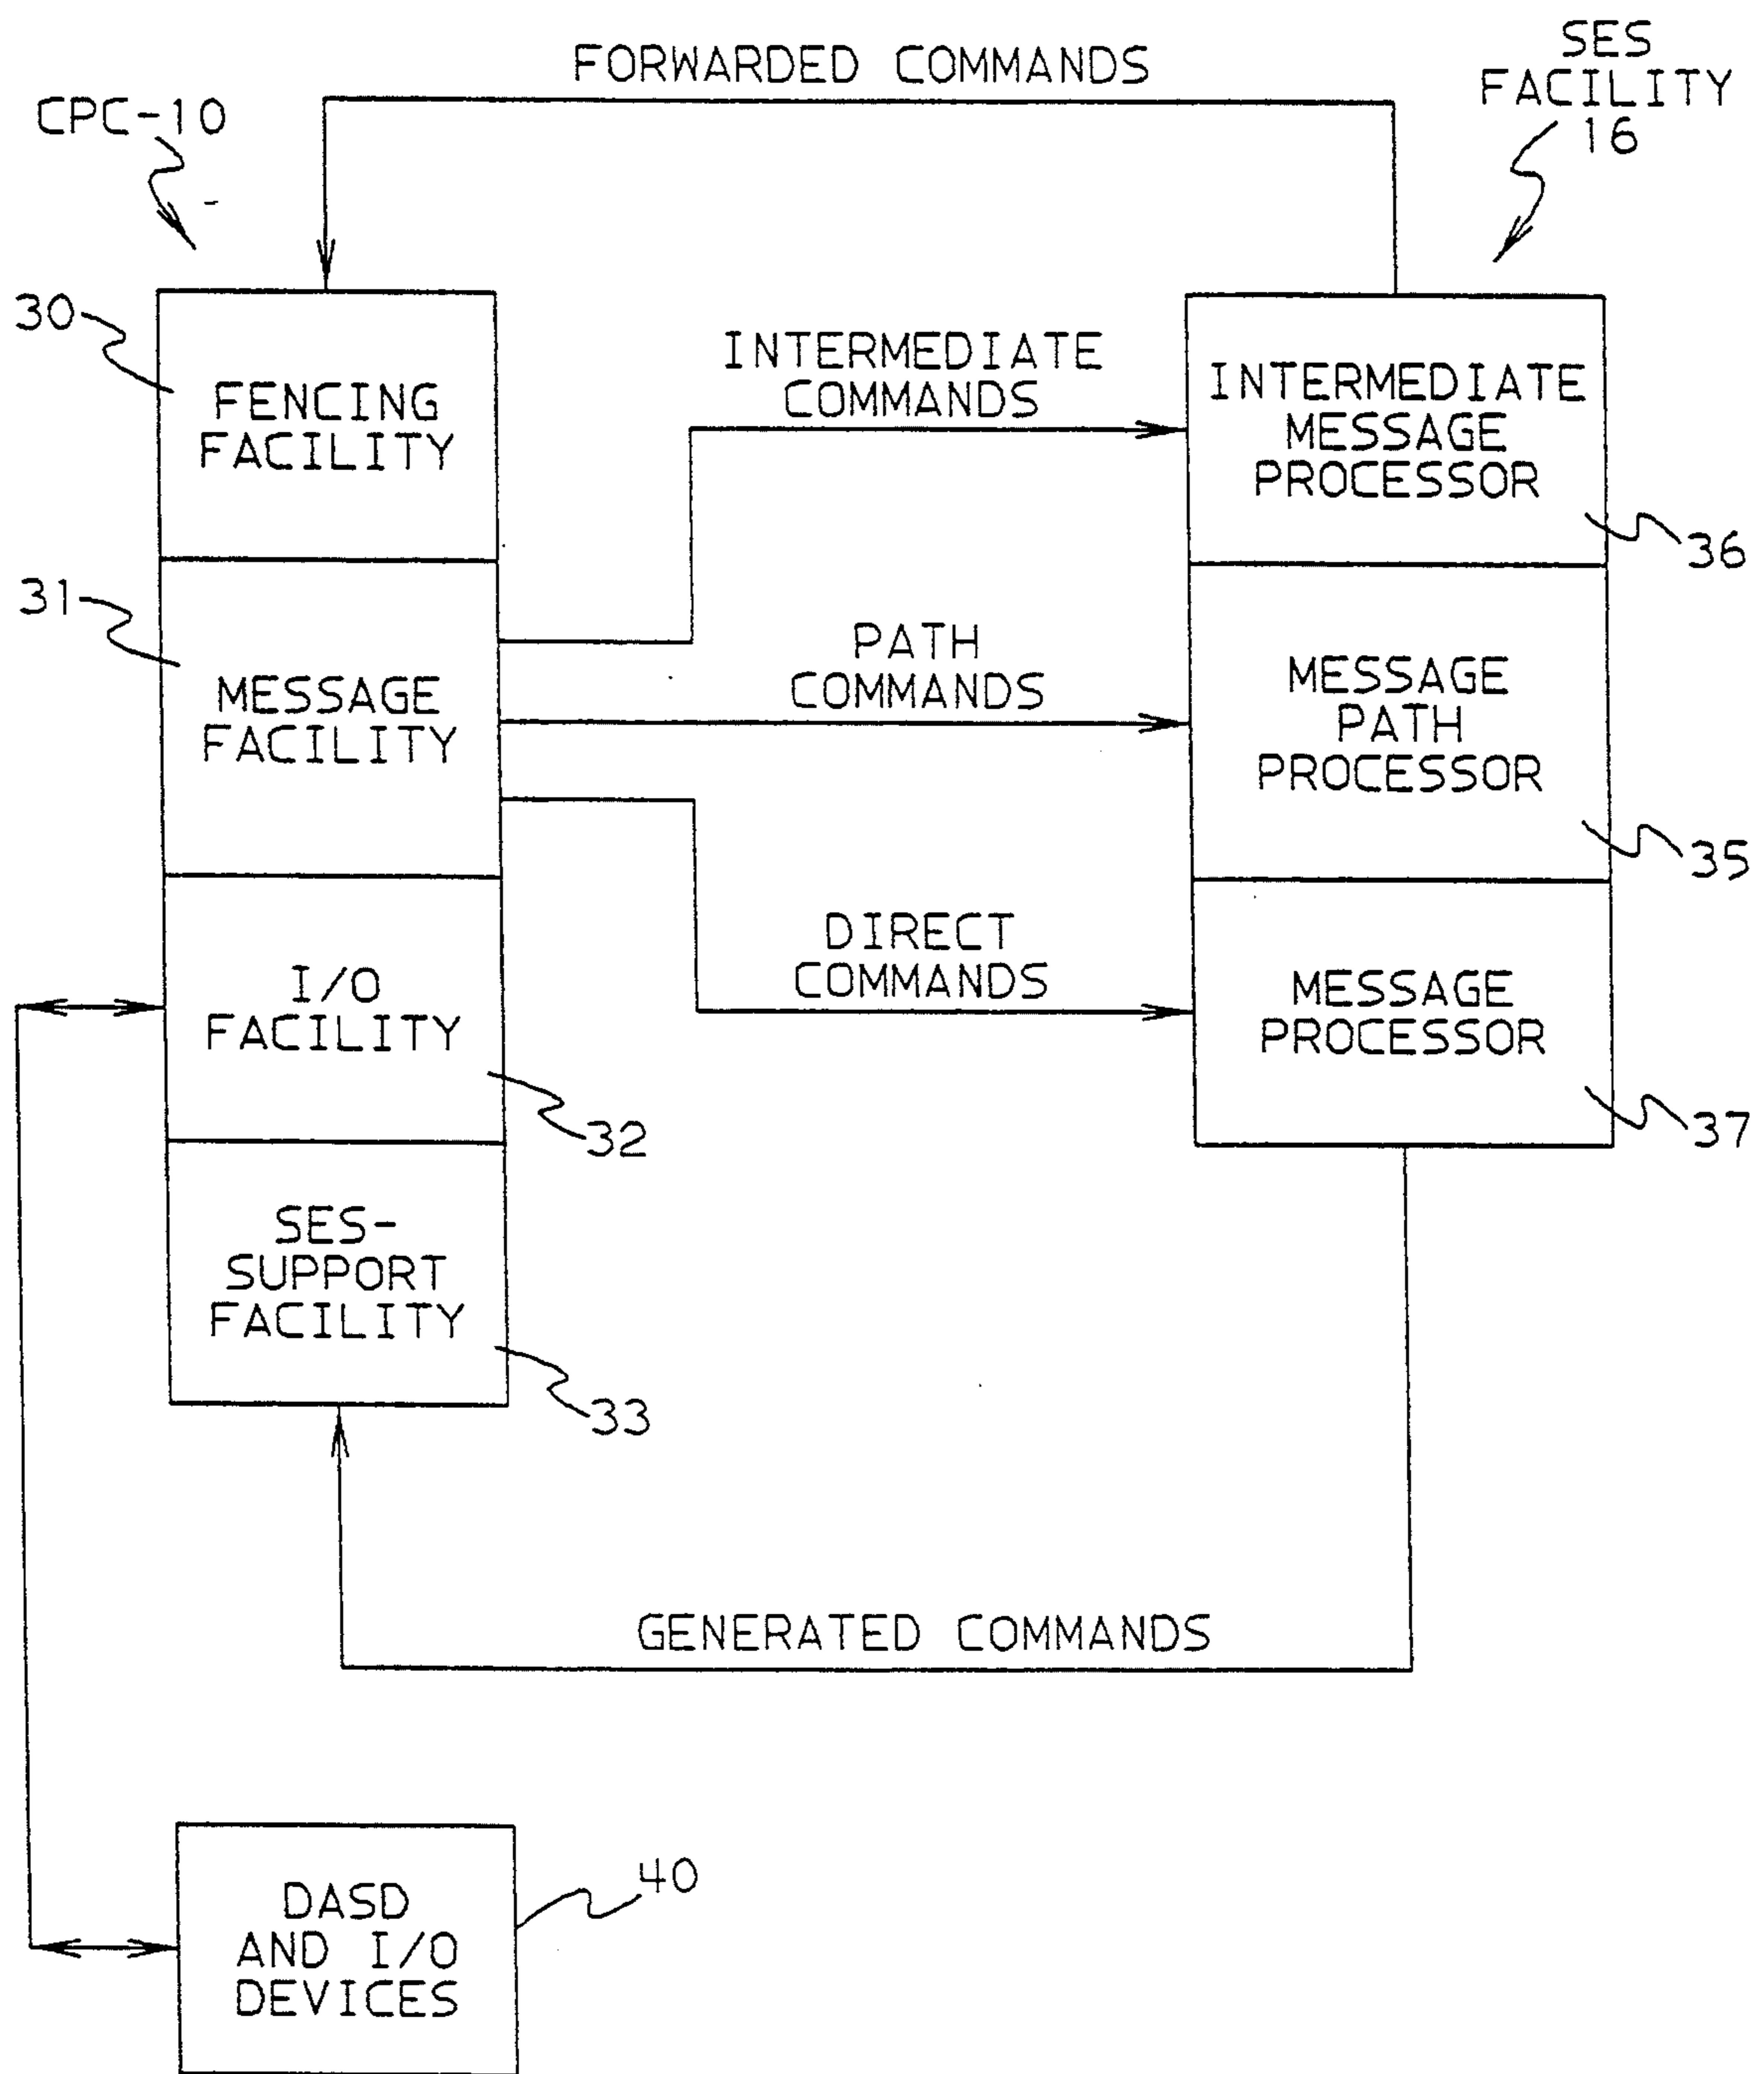 FORWARDED COMMANDS
SES
FACILITY
16
CPC-10
30
FENCING
FACILITY
INTERMEDIATE
COMMANDS
INTERMEDIATE
MESSAGE
PROCESSOR
36
31
MESSAGE
FACILITY
PATH
COMMANDS
MESSAGE
PATH
PROCESSOR
35
I/O
FACILITY
32
DIRECT
COMMANDS
MESSAGE
PROCESSOR
37
SES-
SUPPORT
FACILITY
33
GENERATED COMMANDS
DASD
AND I/O
DEVICES
40